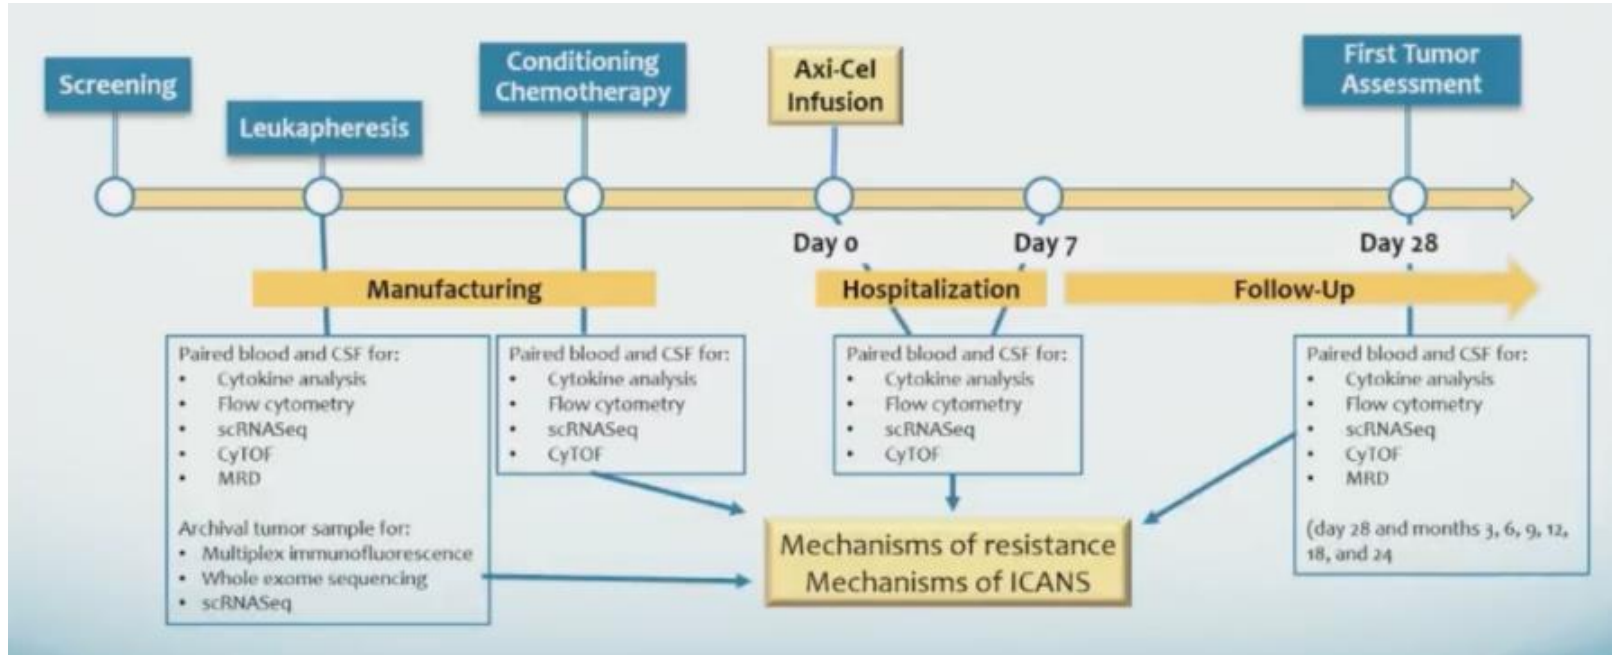 Screening
Leukapheresis
Conditioning
Chemotherapy
Axi-Cel
Infusion
First Tumor
Assessment
Day 0
Day 7
Day 28
Manufacturing
Hospitalization
Follow-Up
Paired blood and CSF for:
• Cytokine analysis
• Flow cytometry
• scRNASeq
• CyTOF
• MRD
Archival tumor sample for:
• Multiplex immunofluorescence
• Whole exome sequencing
• scRNASeq
Paired blood and CSF for:
• Cytokine analysis
• Flow cytometry
• scRNASeq
• CyTOF
Paired blood and CSF for:
• Cytokine analysis
• Flow cytometry
• scRNASeq
• CyTOF
Paired blood and CSF for:
• Cytokine analysis
• Flow cytometry
• scRNASeq
• CyTOF
• MRD
(day 28 and months 3, 6, 9, 12,
18, and 24
Mechanisms of resistance
Mechanisms of ICANS